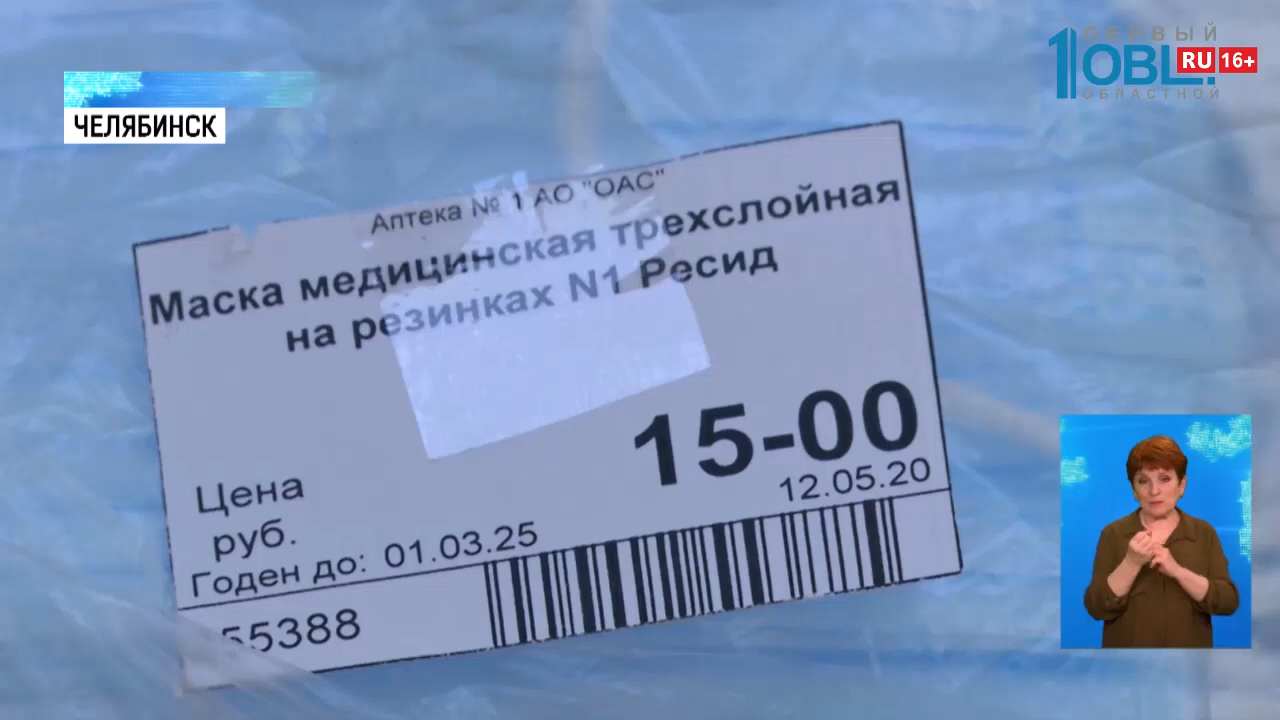 ПЕРВЫЙ
1OBL.
RU 16+
ОБЛАСТНОЙ
ЧЕЛЯБИНСК
Аптека № 1 АО "ОАС"
Маска медицинская трехслойная
на резинках N1 Ресид
15-00
12.05.20
Цена
руб.
Годен до: 01.03.25
55388